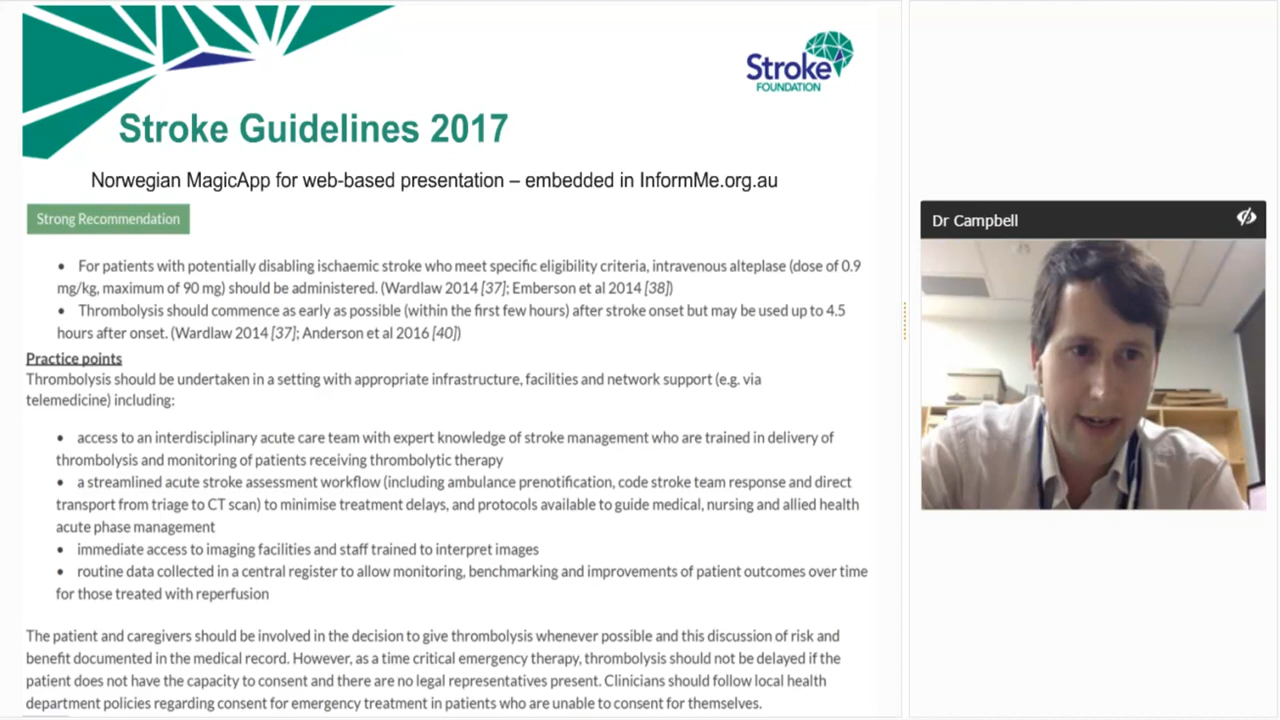 Stroke
FOUNDATION
Stroke Guidelines 2017
Norwegian MagicApp for web-based presentation – embedded in InformMe.org.au
Strong Recommendation
• For patients with potentially disabling ischaemic stroke who meet specific eligibility criteria, intravenous alteplase (dose of 0.9
mg/kg, maximum of 90 mg) should be administered. (Wardlaw 2014 [37]; Emberson et al 2014 [38])
• Thrombolysis should commence as early as possible (within the first few hours) after stroke onset but may be used up to 4.5
hours after onset. (Wardlaw 2014 [37]; Anderson et al 2016 [40])
Practice points
Thrombolysis should be undertaken in a setting with appropriate infrastructure, facilities and network support (e.g. via
telemedicine) including:
• access to an interdisciplinary acute care team with expert knowledge of stroke management who are trained in delivery of
thrombolysis and monitoring of patients receiving thrombolytic therapy
• a streamlined acute stroke assessment workflow (including ambulance prenotification, code stroke team response and direct
transport from triage to CT scan) to minimise treatment delays, and protocols available to guide medical, nursing and allied health
acute phase management
• immediate access to imaging facilities and staff trained to interpret images
• routine data collected in a central register to allow monitoring, benchmarking and improvements of patient outcomes over time
for those treated with reperfusion
The patient and caregivers should be involved in the decision to give thrombolysis whenever possible and this discussion of risk and
benefit documented in the medical record. However, as a time critical emergency therapy, thrombolysis should not be delayed if the
patient does not have the capacity to consent and there are no legal representatives present. Clinicians should follow local health
department policies regarding consent for emergency treatment in patients who are unable to consent for themselves.
Dr Campbell